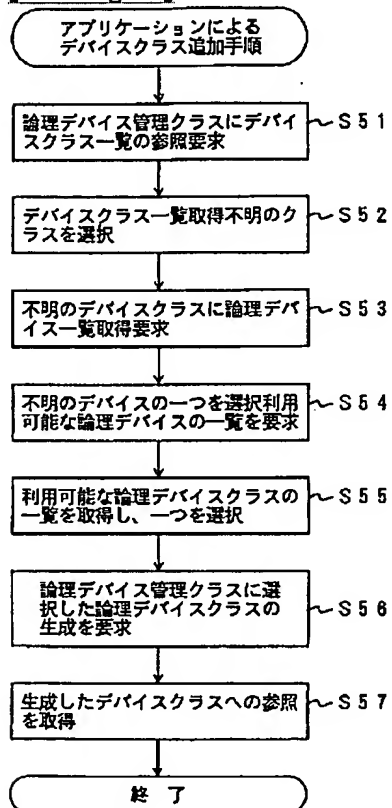 アプリケーションによる
デバイスクラス追加手順
論理デバイス管理クラスにデバイ
スクラス一覧の参照要求
～S51
デバイスクラス一覧取得不明のク
ラスを選択
～S52
不明のデバイスクラスに論理デバ
イス一覧取得要求
～S53
不明のデバイスの一つを選択利用
可能な論理デバイスの一覧を要求
～S54
利用可能な論理デバイスクラスの
一覧を取得し、一つを選択
～S55
論理デバイス管理クラスに選
択した論理デバイスクラスの
生成を要求
～S56
生成したデバイスクラスへの参照
を取得
～S57
終 了